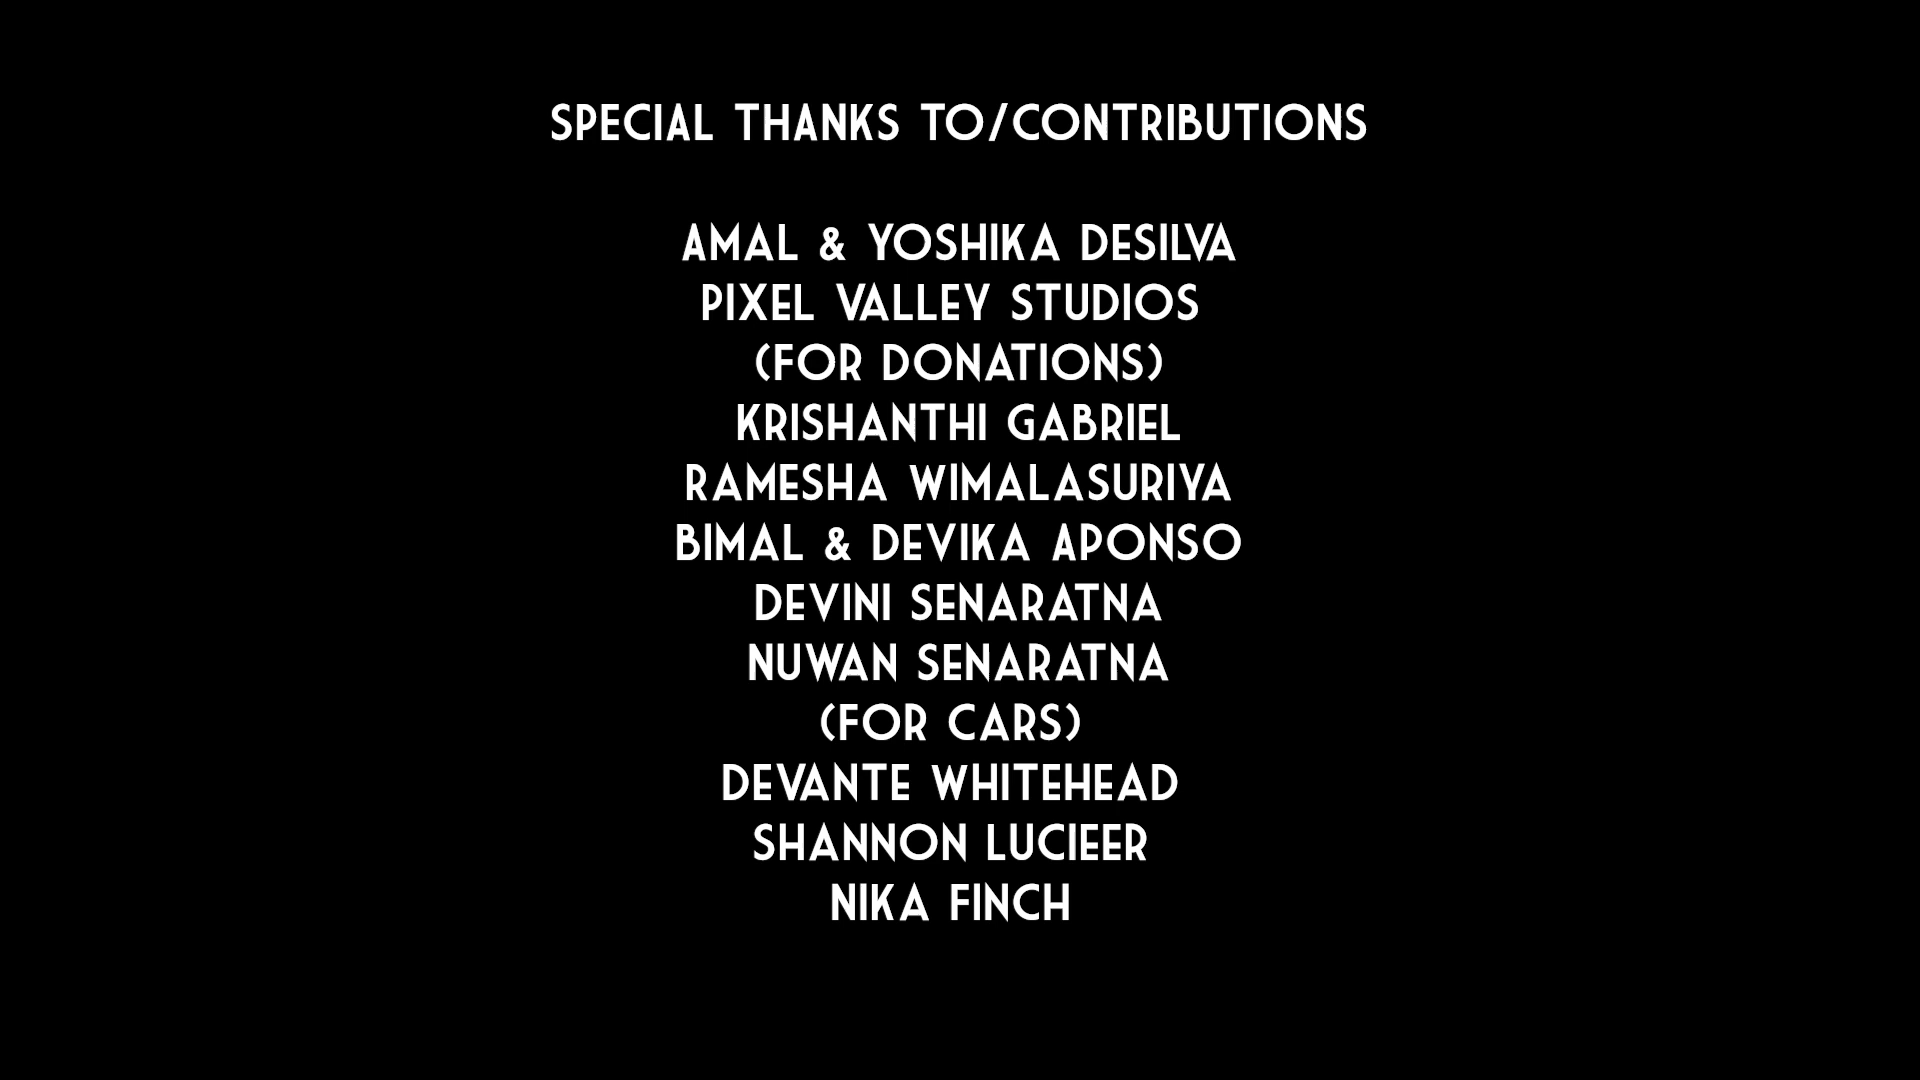 SPECIAL THANKS TO/CONTRIBUTIONS
AMAL & YOSHIKA DESILVA
PIXEL VALLEY STUDIOS
(FOR DONATIONS)
KRISHANTHI GABRIEL
RAMESHA WIMALASURIYA
BIMAL & DEVIKA APONSO
DEVINI SENARATNA
NUWAN SENARATNA
(FOR CARS)
DEVANTE WHITEHEAD
SHANNON LUCIEER
NIKA FINCH